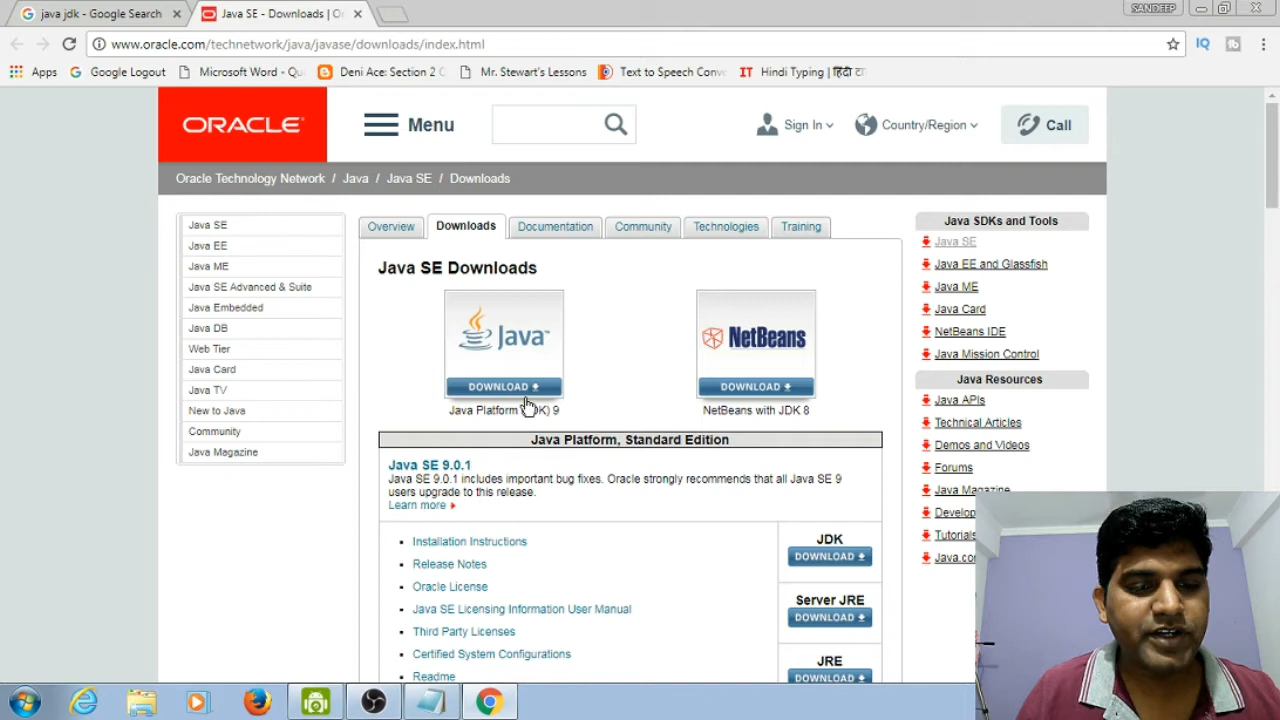 java jdk - Google Search
Java SE - Downloads | O
SANDEEP
www.oracle.com/technetwork/java/javase/downloads/index.html
Apps
Google Logout
Microsoft Word - Qu
Deni Ace: Section 2
Mr. Stewart's Lessons
Text to Speech Conv
IT Hindi Typing | हिंदी टा
ORACLE
Menu
Sign In
Country/Region
Call
Oracle Technology Network / Java / Java SE / Downloads
Java SE
Java EE
Java ME
Java SE Advanced & Suite
Java Embedded
Java DB
Web Tier
Java Card
Java TV
New to Java
Community
Java Magazine
Overview
Downloads
Documentation
Community
Technologies
Training
Java SE Downloads
Java
DOWNLOAD
Java Platform DK) 9
NetBeans
DOWNLOAD
NetBeans with JDK 8
Java Platform, Standard Edition
Java SE 9.0.1
Java SE 9.0.1 includes important bug fixes. Oracle strongly recommends that all Java SE 9
users upgrade to this release.
Learn more
Installation Instructions
Release Notes
Oracle License
Java SE Licensing Information User Manual
Third Party Licenses
Certified System Configurations
Readme
JDK
DOWNLOAD
Server JRE
DOWNLOAD
JRE
DOWNLOAD
Java SDKs and Tools
Java SE
Java EE and Glassfish
Java ME
Java Card
NetBeans IDE
Java Mission Control
Java Resources
Java APIs
Technical Articles
Demos and Videos
Forums
Java Magazine
Develop
Tutorials
Java.co